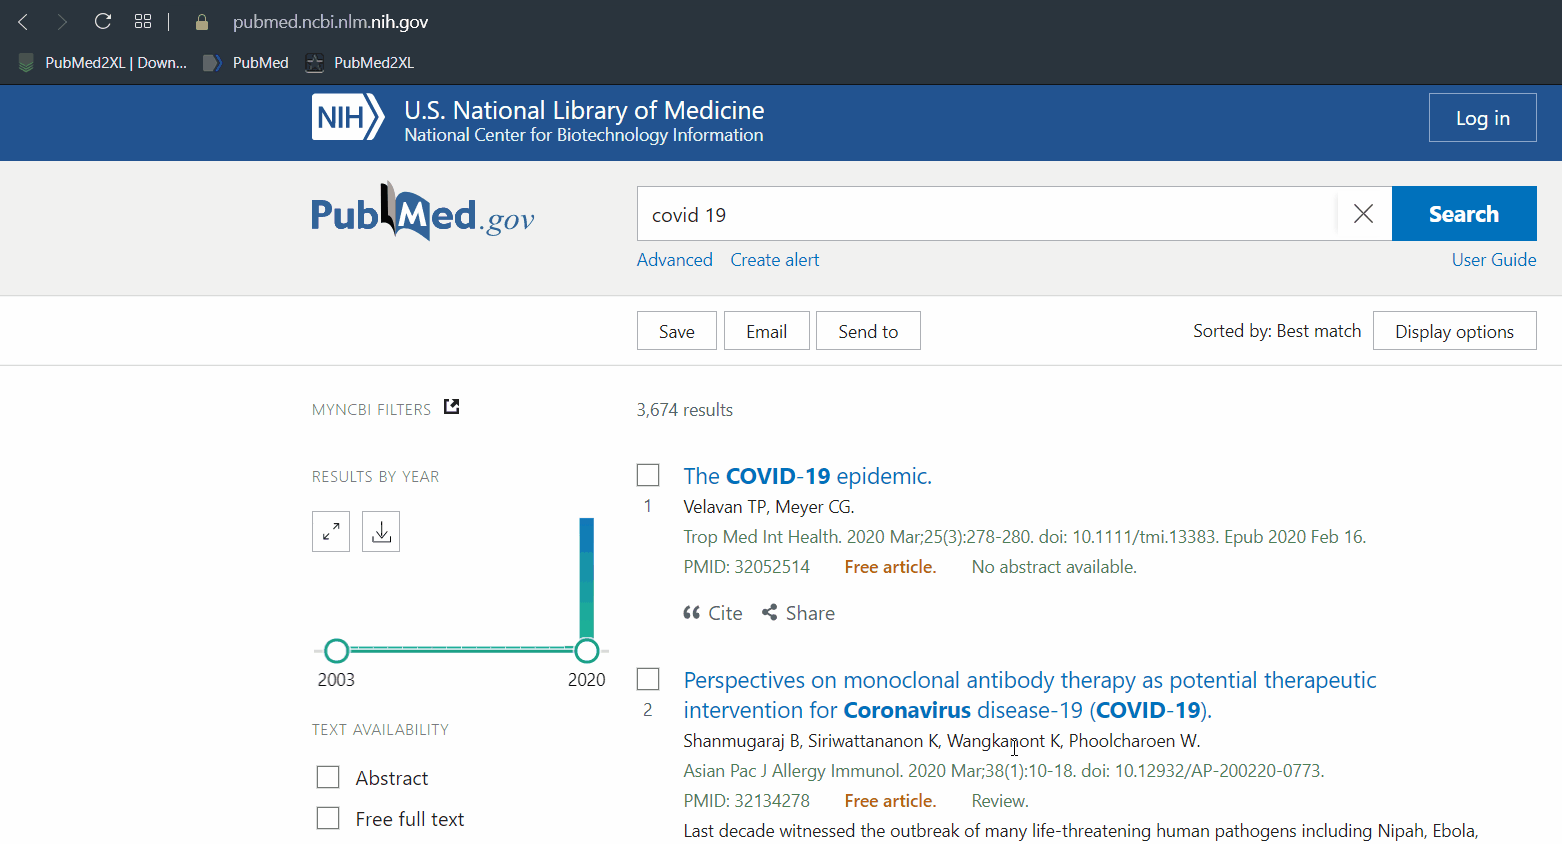 pubmed.ncbi.nlm.nih.gov
PubMed2XL | Down... PubMed PubMed2XL
NIH U.S. National Library of Medicine
National Center for Biotechnology Information
Log in
PubMed.gov
covid 19
Search
Advanced Create alert User Guide
Save Email Send to Sorted by: Best match Display options
MYNCBI FILTERS
3,674 results
RESULTS BY YEAR
2003 2020
TEXT AVAILABILITY
Abstract
Free full text
The COVID-19 epidemic.
1 Velavan TP, Meyer CG.
Trop Med Int Health. 2020 Mar;25(3):278-280. doi: 10.1111/tmi.13383. Epub 2020 Feb 16.
PMID: 32052514 Free article. No abstract available.
Cite Share
Perspectives on monoclonal antibody therapy as potential therapeutic
2 intervention for Coronavirus disease-19 (COVID-19).
Shanmugaraj B, Siriwattananon K, Wangkanont K, Phoolcharoen W.
Asian Pac J Allergy Immunol. 2020 Mar;38(1):10-18. doi: 10.12932/AP-200220-0773.
PMID: 32134278 Free article. Review.
Last decade witnessed the outbreak of many life-threatening human pathogens including Nipah, Ebola,